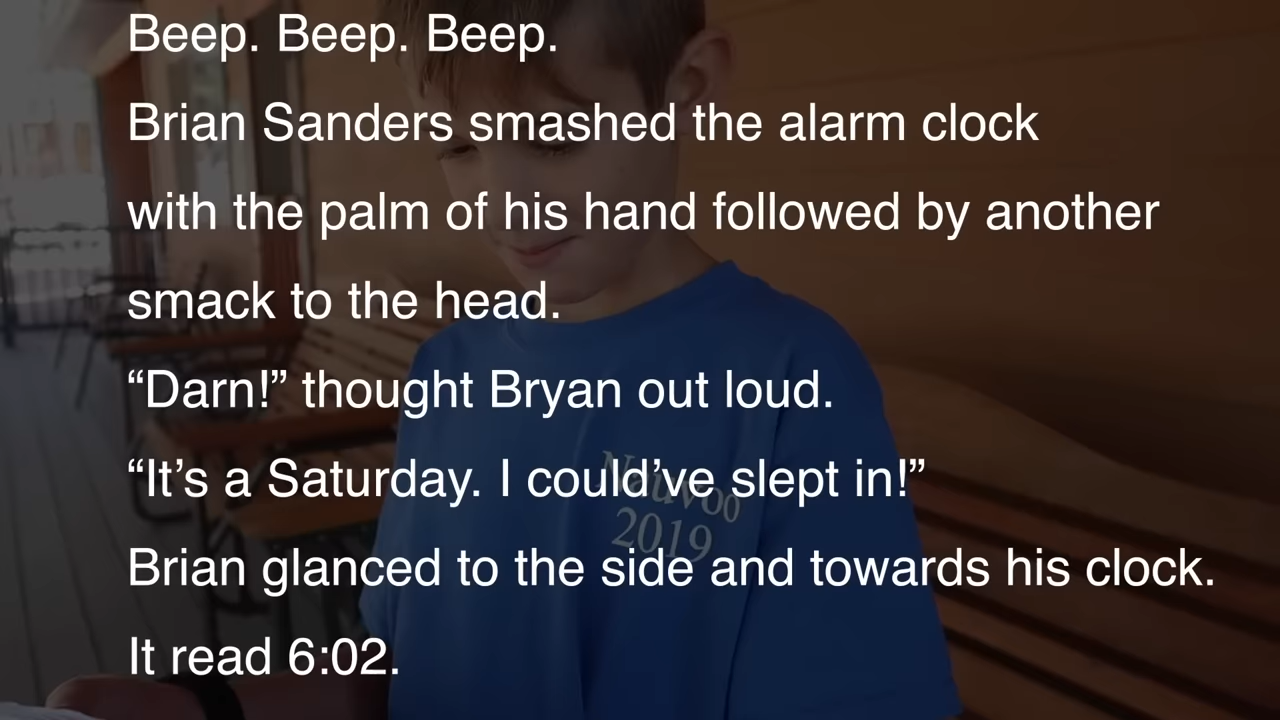 Beep. Beep. Beep.
Brian Sanders smashed the alarm clock
with the palm of his hand followed by another
smack to the head.
“Darn!” thought Bryan out loud.
“It’s a Saturday. I could’ve slept in!”
Brian glanced to the side and towards his clock.
It read 6:02.
Nauvoo
2019